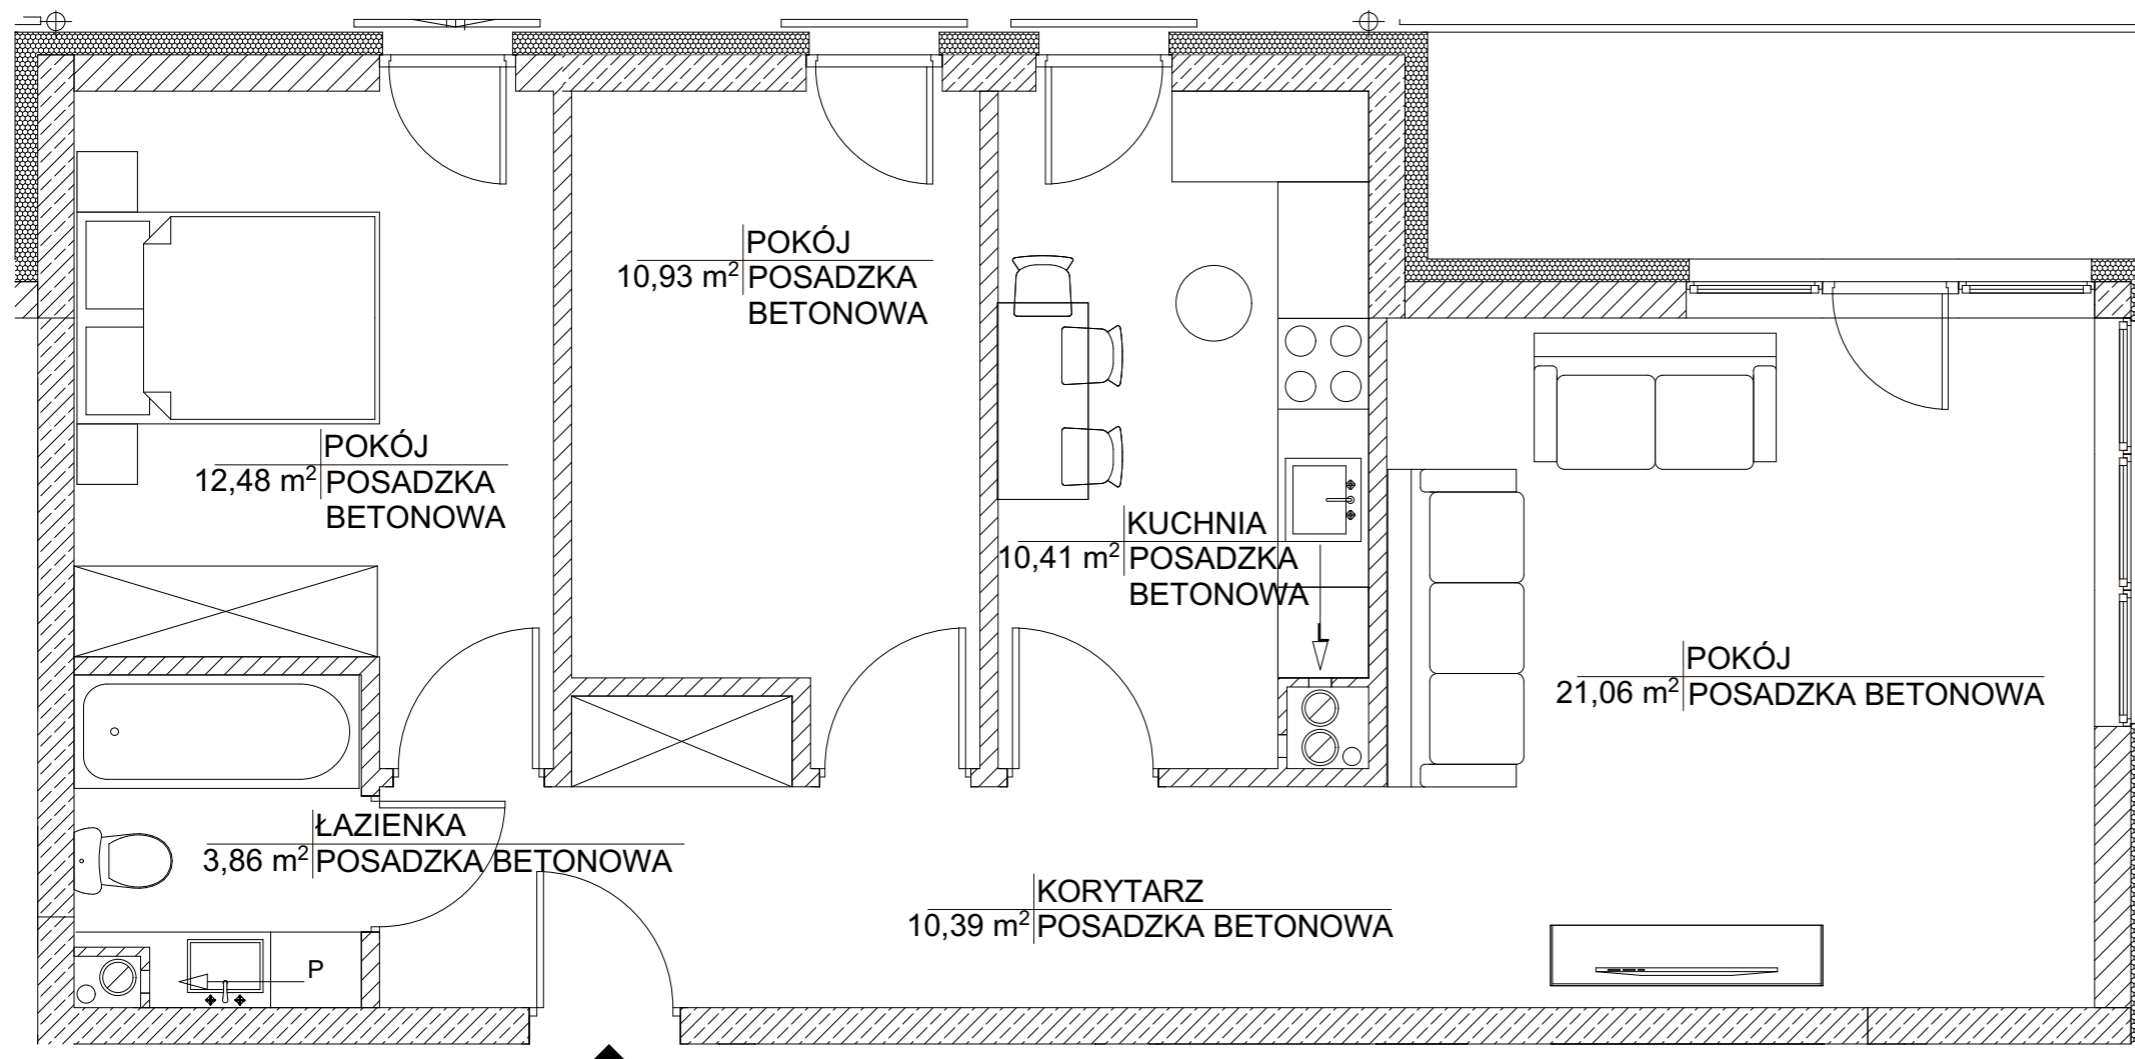 POKÓJ
10,93 m² POSADZKA
BETONOWA
POKÓJ
12,48 m² POSADZKA
BETONOWA
KUCHNIA
10,41 m² POSADZKA
BETONOWA
L
POKÓJ
21,06 m² POSADZKA BETONOWA
ŁAZIENKA
3,86 m² POSADZKA BETONOWA
KORYTARZ
10,39 m² POSADZKA BETONOWA
P